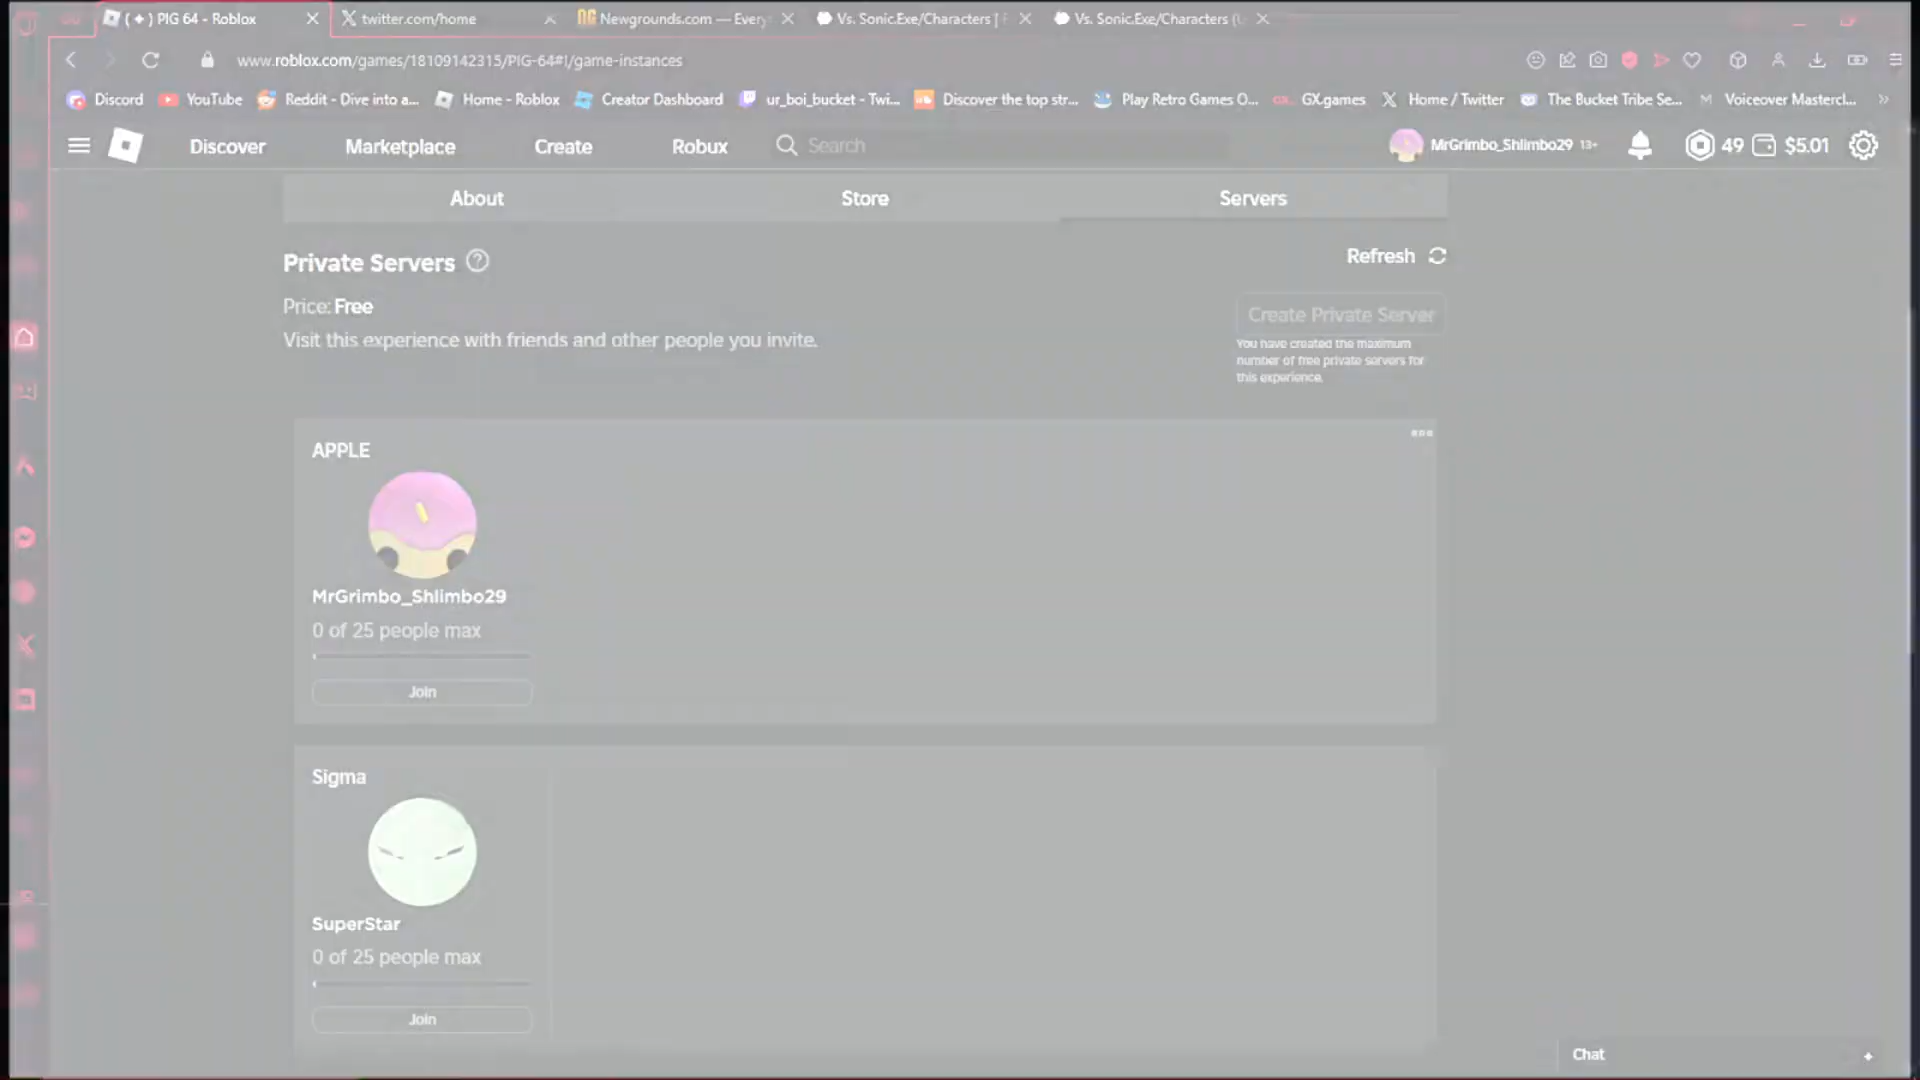 ( + ) PIG 64 - Roblox
twitter.com/home
Newgrounds.com — Every
Vs. Sonic.Exe/Characters |
Vs. Sonic.Exe/Characters (
www.roblox.com/games/18109142315/PIG-64#!/game-instances
Discord
YouTube
Reddit - Dive into a...
Home - Roblox
Creator Dashboard
ur_boi_bucket - Twi...
Discover the top str...
Play Retro Games O...
GX.games
Home / Twitter
The Bucket Tribe Se...
Voiceover Mastercl...
Discover
Marketplace
Create
Robux
Search
MrGrimbo_Shlimbo29 13+
49
$5.01
About
Store
Servers
Private Servers
Refresh
Price: Free
Visit this experience with friends and other people you invite.
Create Private Server
You have created the maximum
number of free private servers for
this experience.
APPLE
MrGrimbo_Shlimbo29
0 of 25 people max
Join
Sigma
SuperStar
0 of 25 people max
Join
Chat